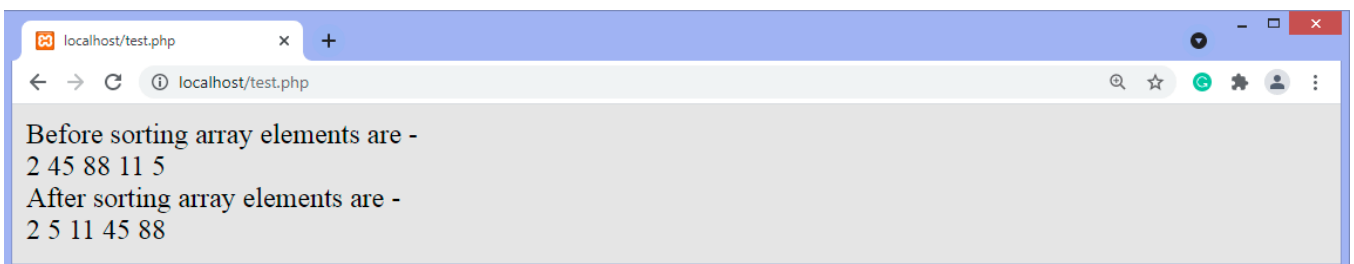 localhost/test.php
localhost/test.php
Before sorting array elements are -
2 45 88 11 5
After sorting array elements are -
2 5 11 45 88